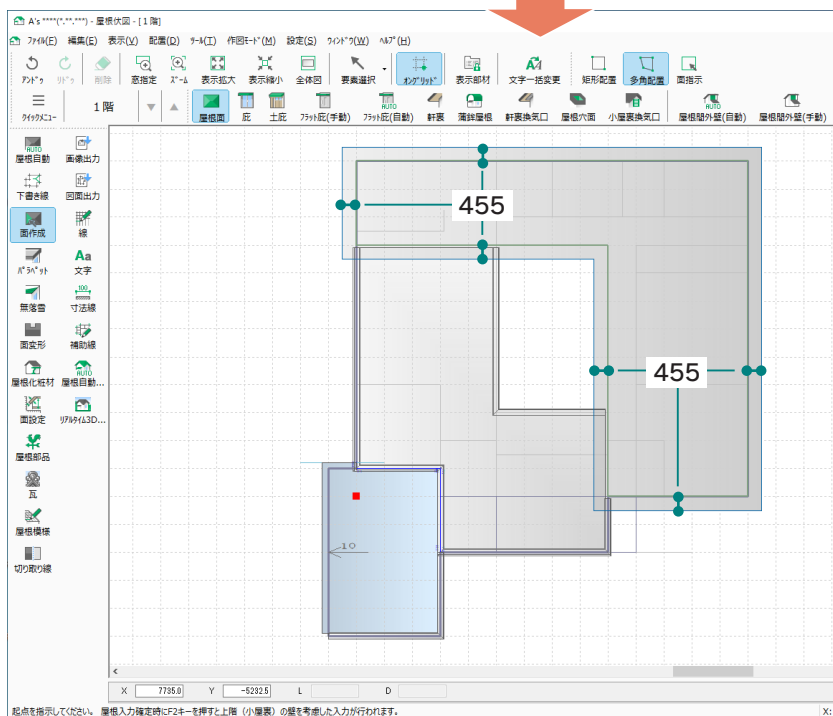 A's ****(*.**.***) - 屋根伏図 - [1 階]
ファイル(F) 編集(E) 表示(V) 配置(D) ツール(T) 作図モード(M) 設定(S) ウィンドウ(W) ヘルプ(H)
アンドゥ リドゥ 削除 窓指定 ズーム 表示拡大 表示縮小 全体図 要素選択 オングリッド 表示部材 文字一括変更 矩形配置 多角配置 面指示
クイックメニュー 1 階 屋根面 庇 土庇 フラット庇(手動) フラット庇(自動) 軒裏 蒲鉾屋根 軒裏換気口 屋根穴面 小屋裏換気口 屋根間外壁(自動) 屋根間外壁(手動)
屋根自動 画像出力
下書き線 図面出力
面作成 線
パラペット 文字
無落雪 寸法線
面変形 補助線
屋根化粧材 屋根自動...
面設定 リアルタイム3D...
屋根部品
瓦
屋根模様
切り取り線
455
455
10
X 7735.0 Y -5232.5 L D
起点を指示してください。 屋根入力確定時にF2キーを押すと上階（小屋裏）の壁を考慮した入力が行われます。 X: